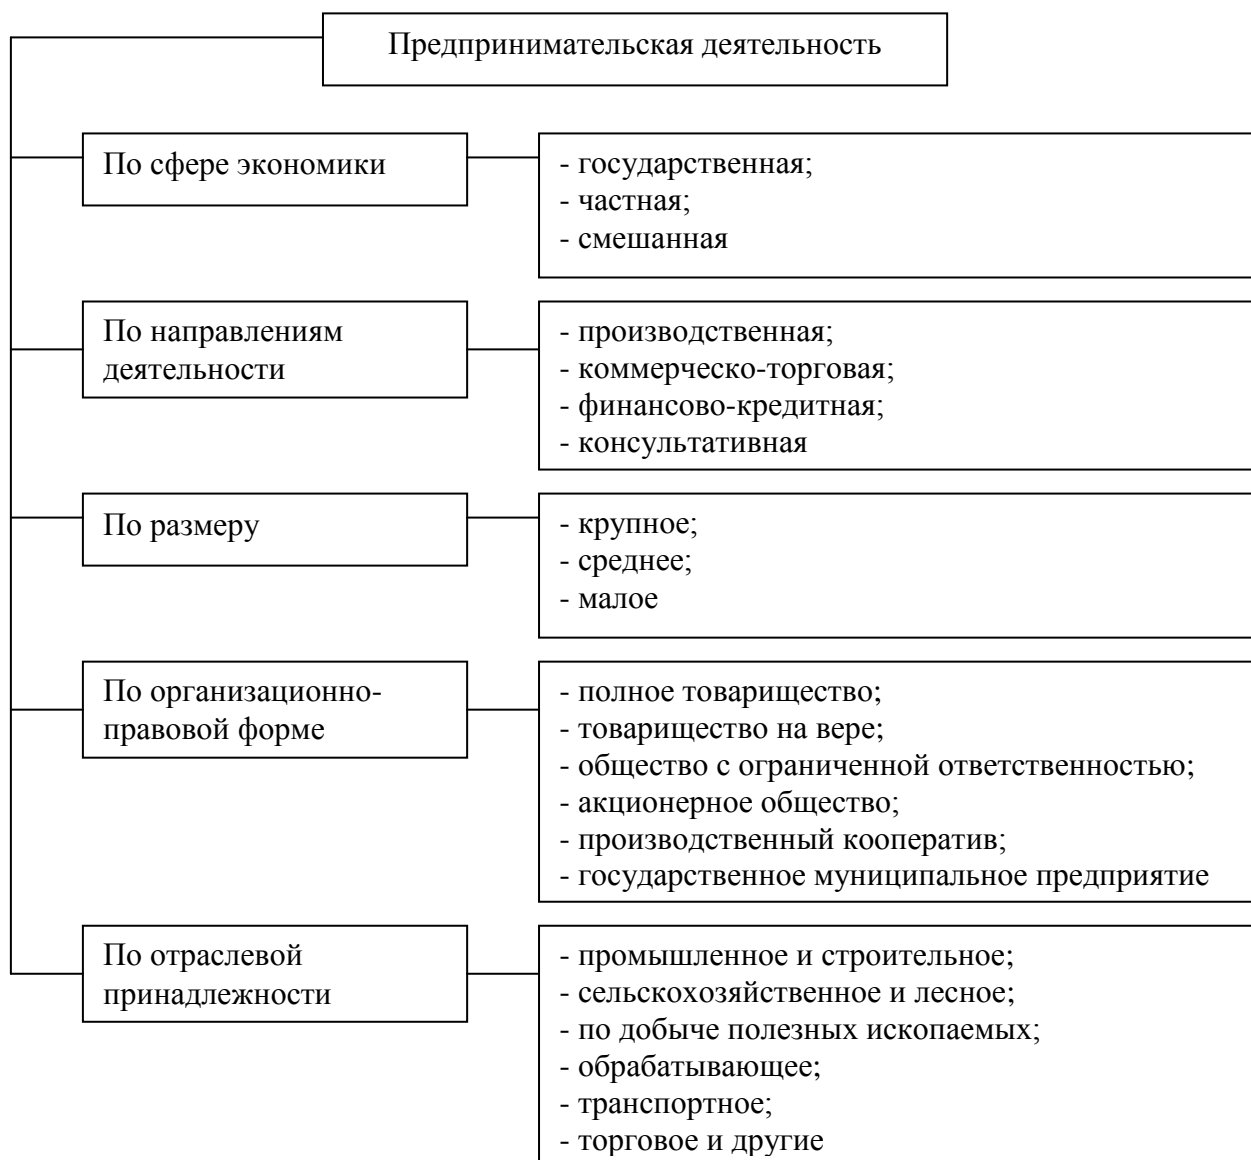 Предпринимательская деятельность
По сфере экономики
- государственная;
- частная;
- смешанная
По направлениям
деятельности
- производственная;
- коммерческо-торговая;
- финансово-кредитная;
- консультативная
По размеру
- крупное;
- среднее;
- малое
По организационно-
правовой форме
- полное товарищество;
- товарищество на вере;
- общество с ограниченной ответственностью;
- акционерное общество;
- производственный кооператив;
- государственное муниципальное предприятие
По отраслевой
принадлежности
- промышленное и строительное;
- сельскохозяйственное и лесное;
- по добыче полезных ископаемых;
- обрабатывающее;
- транспортное;
- торговое и другие